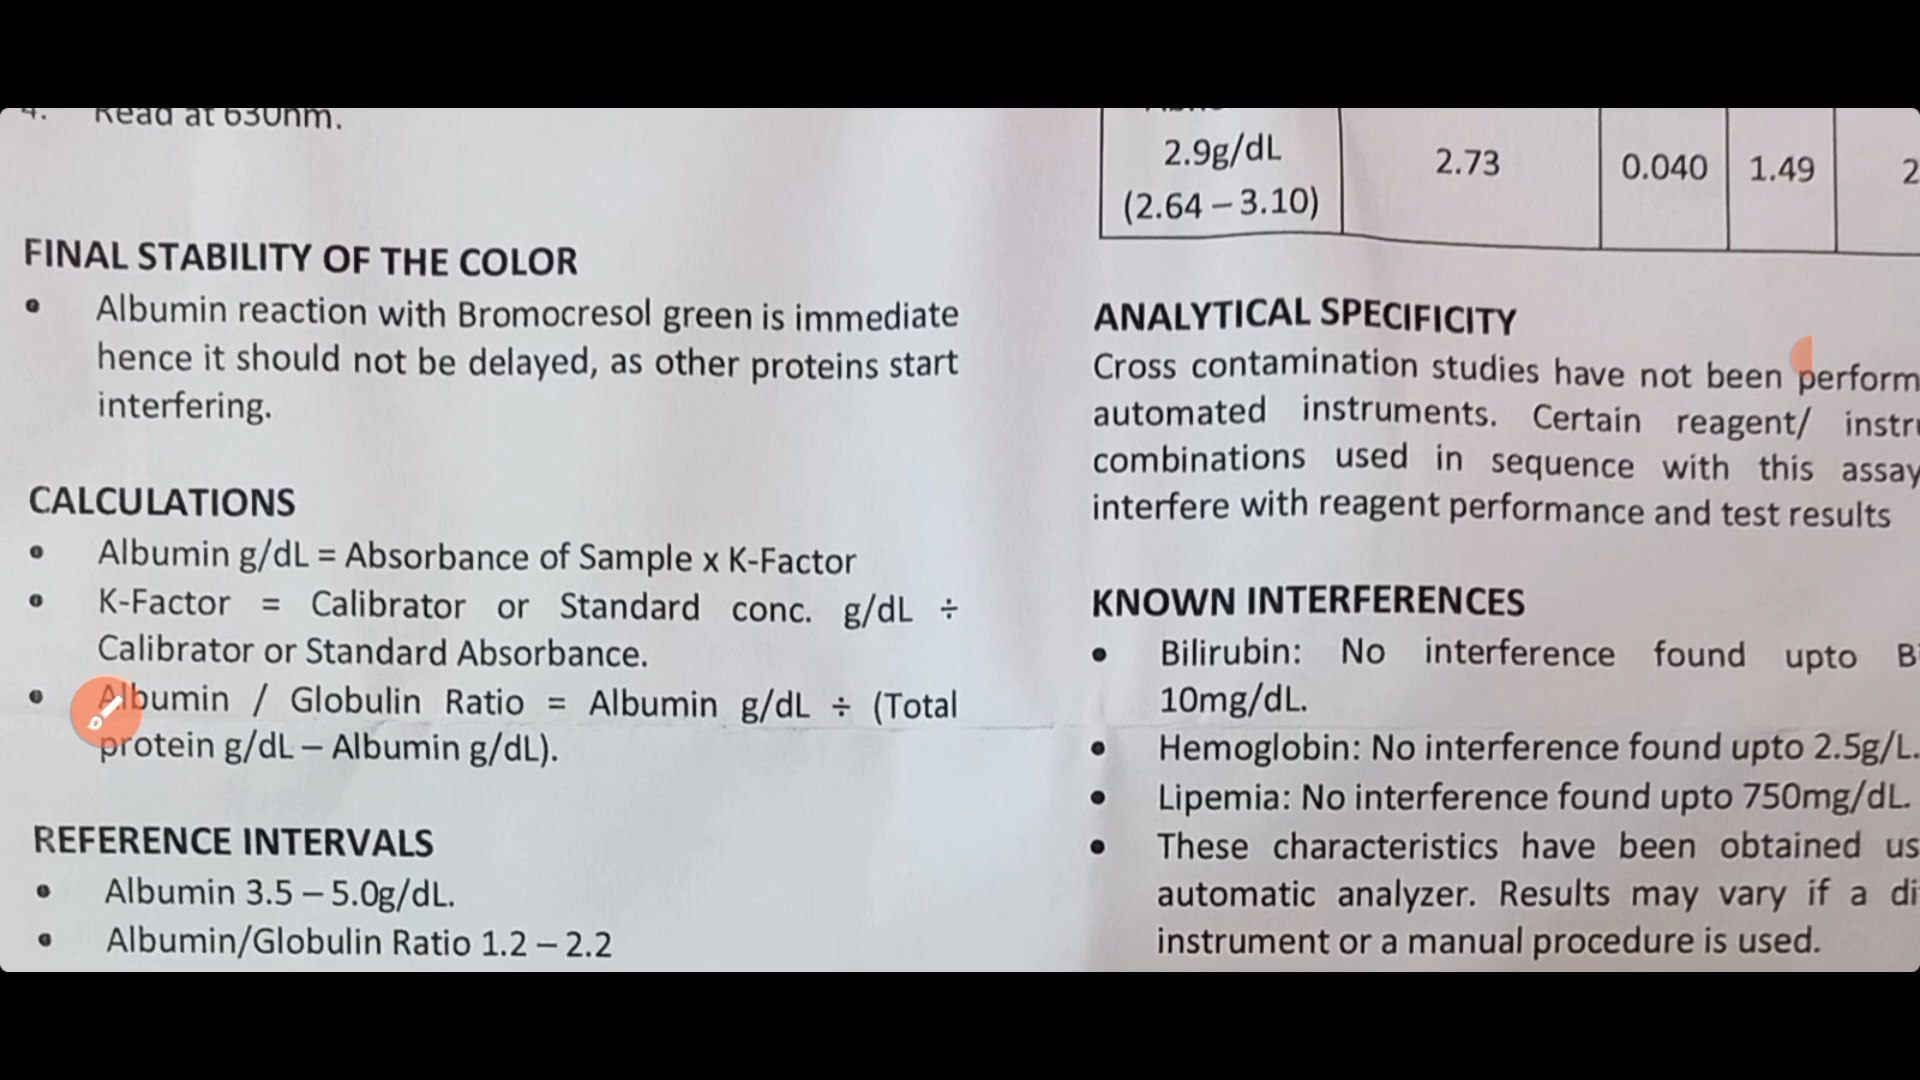 4. Read at 630nm.
FINAL STABILITY OF THE COLOR
• Albumin reaction with Bromocresol green is immediate
hence it should not be delayed, as other proteins start
interfering.
CALCULATIONS
• Albumin g/dL = Absorbance of Sample x K-Factor
• K-Factor = Calibrator or Standard conc. g/dL ÷
Calibrator or Standard Absorbance.
• Albumin / Globulin Ratio = Albumin g/dL ÷ (Total
protein g/dL – Albumin g/dL).
REFERENCE INTERVALS
• Albumin 3.5 – 5.0g/dL.
• Albumin/Globulin Ratio 1.2 – 2.2
2.9g/dL 2.73 0.040 1.49 2
(2.64 – 3.10)
ANALYTICAL SPECIFICITY
Cross contamination studies have not been perform
automated instruments. Certain reagent/ instr
combinations used in sequence with this assay
interfere with reagent performance and test results
KNOWN INTERFERENCES
• Bilirubin: No interference found upto
10mg/dL.
• Hemoglobin: No interference found upto 2.5g/L.
• Lipemia: No interference found upto 750mg/dL.
• These characteristics have been obtained us
automatic analyzer. Results may vary if a di
instrument or a manual procedure is used.